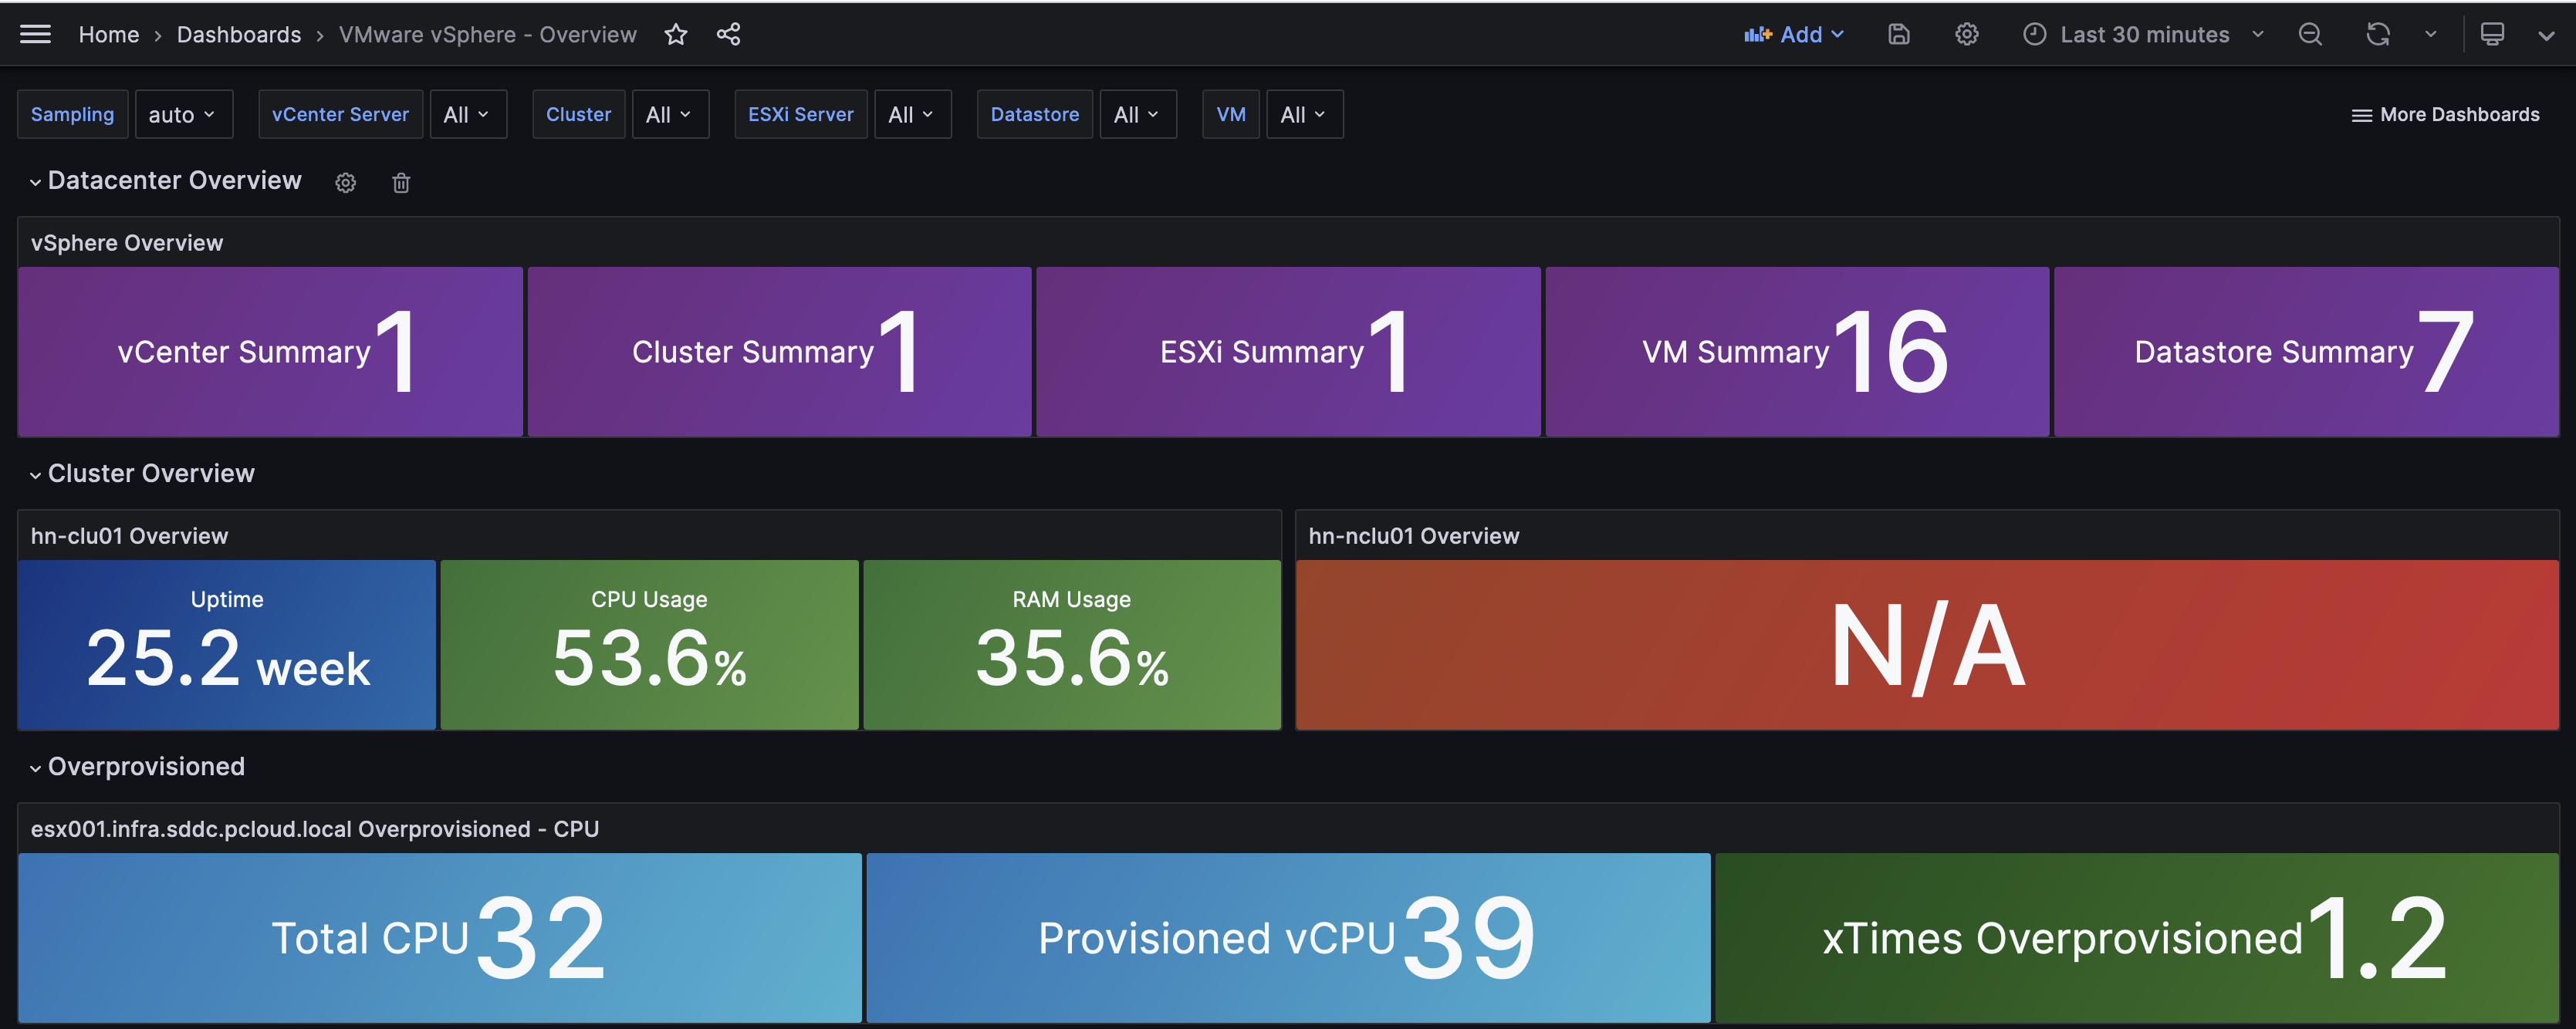 Home > Dashboards > VMware vSphere - Overview
Add
Last 30 minutes
Sampling auto vCenter Server All Cluster All ESXi Server All Datastore All VM All More Dashboards
Datacenter Overview
vSphere Overview
vCenter Summary 1
Cluster Summary 1
ESXi Summary 1
VM Summary 16
Datastore Summary 7
Cluster Overview
hn-clu01 Overview
Uptime
25.2 week
CPU Usage
53.6%
RAM Usage
35.6%
hn-nclu01 Overview
N/A
Overprovisioned
esx001.infra.sddc.pcloud.local Overprovisioned - CPU
Total CPU 32
Provisioned vCPU 39
xTimes Overprovisioned 1.2